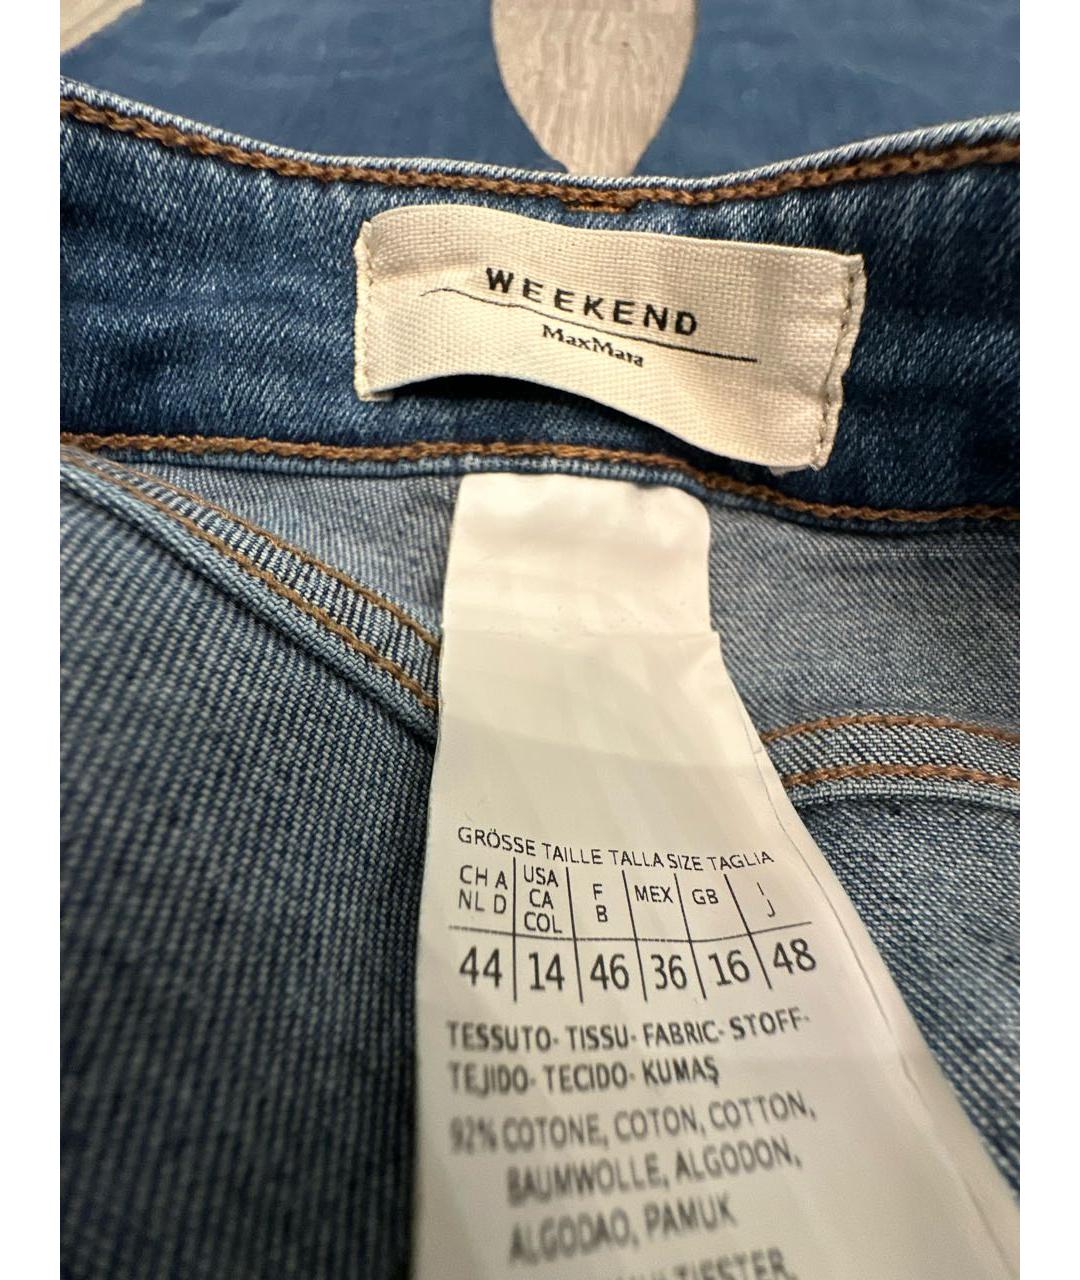 WEEKEND
MaxMara
GRÖSSE TAILLE TALLA SIZE TAGLIA
CH A USA F MEX GB I
NL D CA B J
COL
44 14 46 36 16 48
TESSUTO- TISSU- FABRIC- STOFF-
TEJIDO- TECIDO- KUMAŞ
92% COTONE, COTON, COTTON,
BAUMWOLLE, ALGODON,
ALGODAO, PAMUK